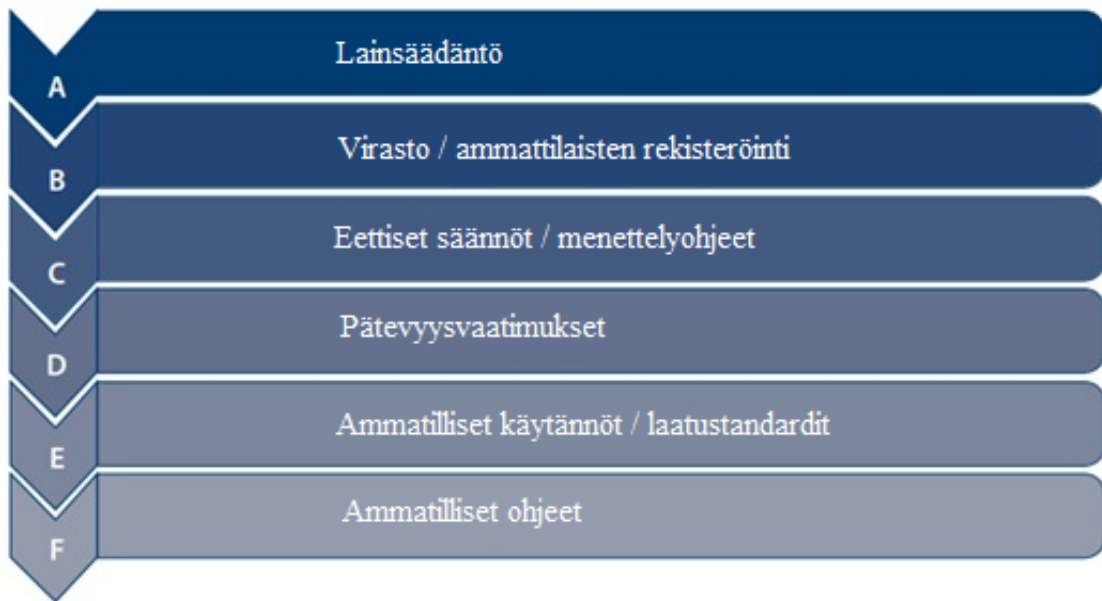 A
Lainsäädäntö
B
Virasto / ammattilaisten rekisteröinti
C
Eettiset säännöt / menettelyohjeet
D
Pätevyysvaatimukset
E
Ammatilliset käytännöt / laatustandardit
F
Ammatilliset ohjeet